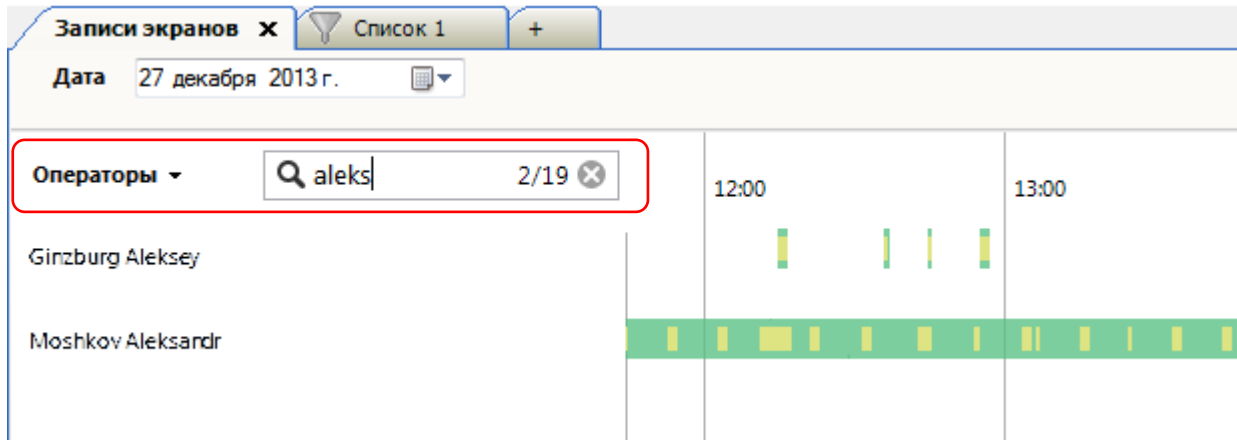 Записи экранов x Список 1 +
Дата 27 декабря 2013 г.
Операторы aleks 2/19
12:00 13:00
Ginzburg Aleksey
Moshkov Aleksandr